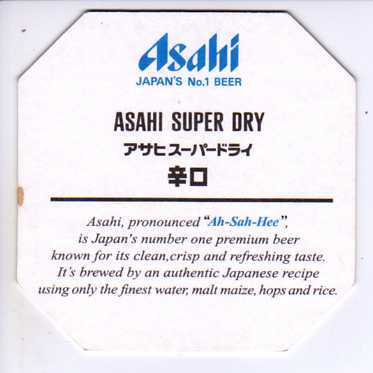 Asahi
JAPAN'S No.1 BEER
ASAHI SUPER DRY
アサヒスーパードライ
辛口
Asahi, pronounced "Ah-Sah-Hee",
is Japan's number one premium beer
known for its clean,crisp and refreshing taste.
It's brewed by an authentic Japanese recipe
using only the finest water, malt maize, hops and rice.